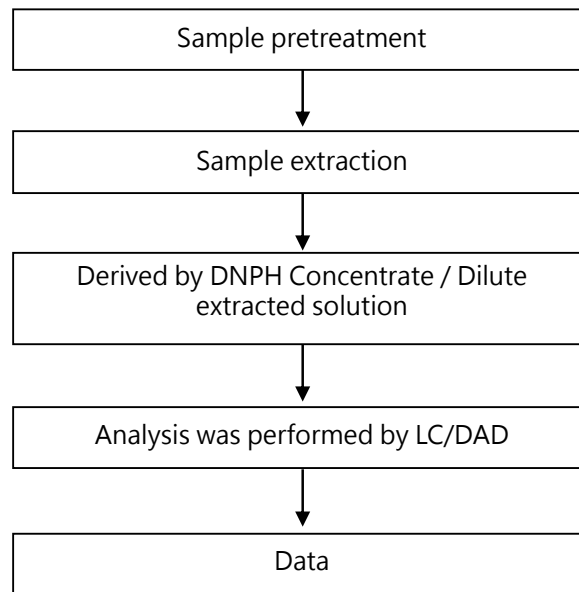 Sample pretreatment
Sample extraction
Derived by DNPH Concentrate / Dilute
extracted solution
Analysis was performed by LC/DAD
Data